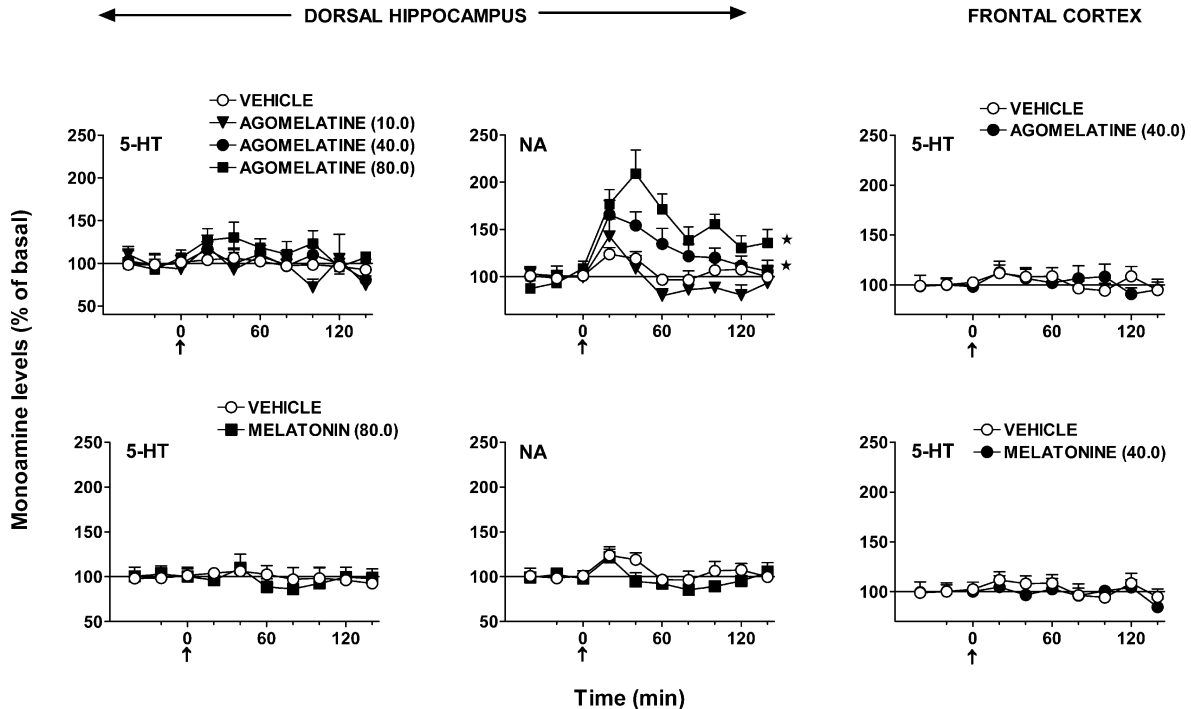 DORSAL HIPPOCAMPUS
FRONTAL CORTEX
Monoamine levels (% of basal)
VEHICLE
AGOMELATINE (10.0)
AGOMELATINE (40.0)
AGOMELATINE (80.0)
5-HT
250
200
150
100
50
0
60
120
NA
250
200
150
100
0
60
120
VEHICLE
AGOMELATINE (40.0)
5-HT
250
200
150
100
0
60
120
VEHICLE
MELATONIN (80.0)
5-HT
250
200
150
100
50
0
60
120
NA
250
200
150
100
50
0
60
120
VEHICLE
MELATONINE (40.0)
5-HT
250
200
150
100
0
60
120
Time (min)